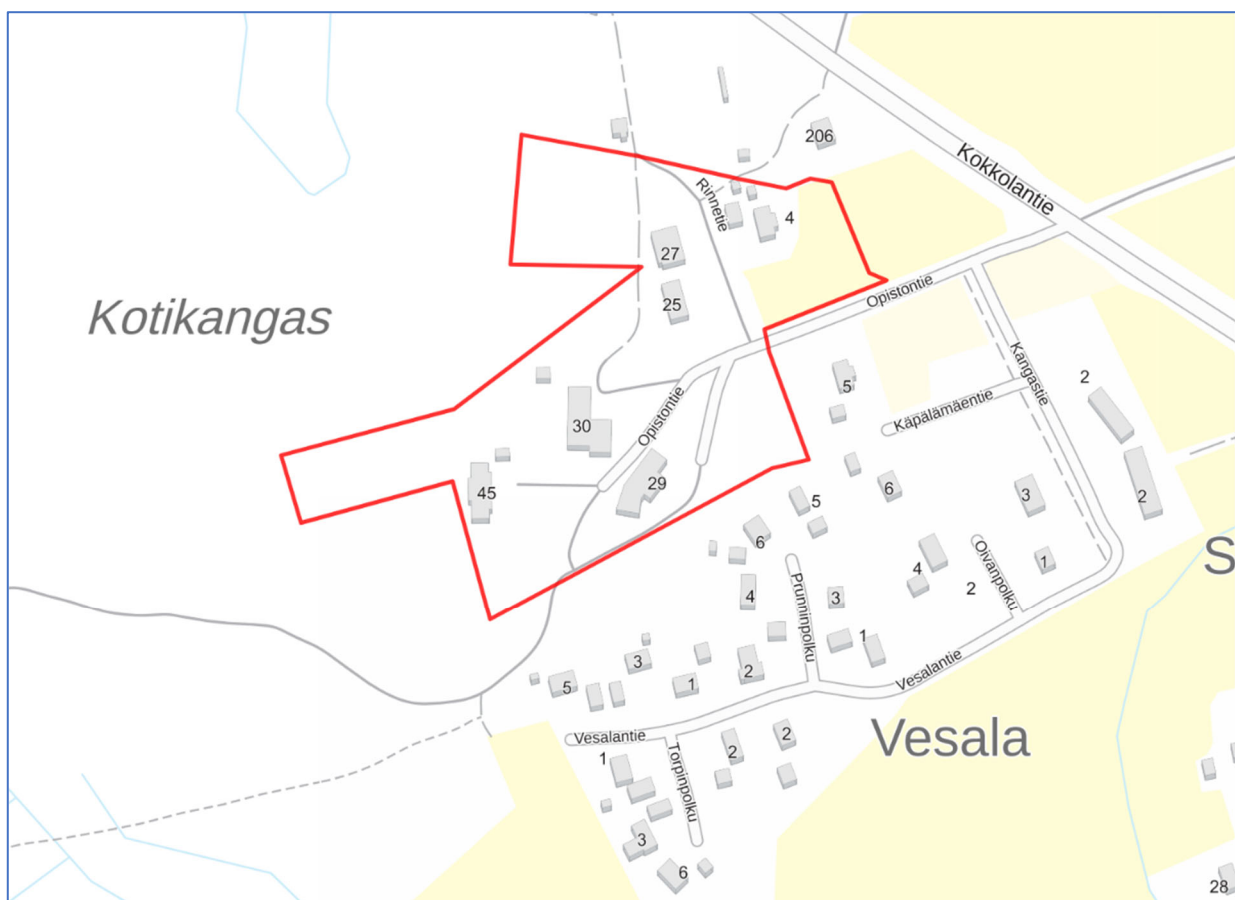 206
Kokkolantie
Rinnetie
4
27
Opistontie
25
Kotikangas
Kangastie
5
2
Käpälämäentie
Opistontie
30
45
29
6
3
2
5
6
S
Oivanpolku
4
1
4
Prunninpolku
3
2
1
3
2
Vesalantie
5
1
Vesalantie
2
2
Vesala
1
Torpinpolku
3
6
28